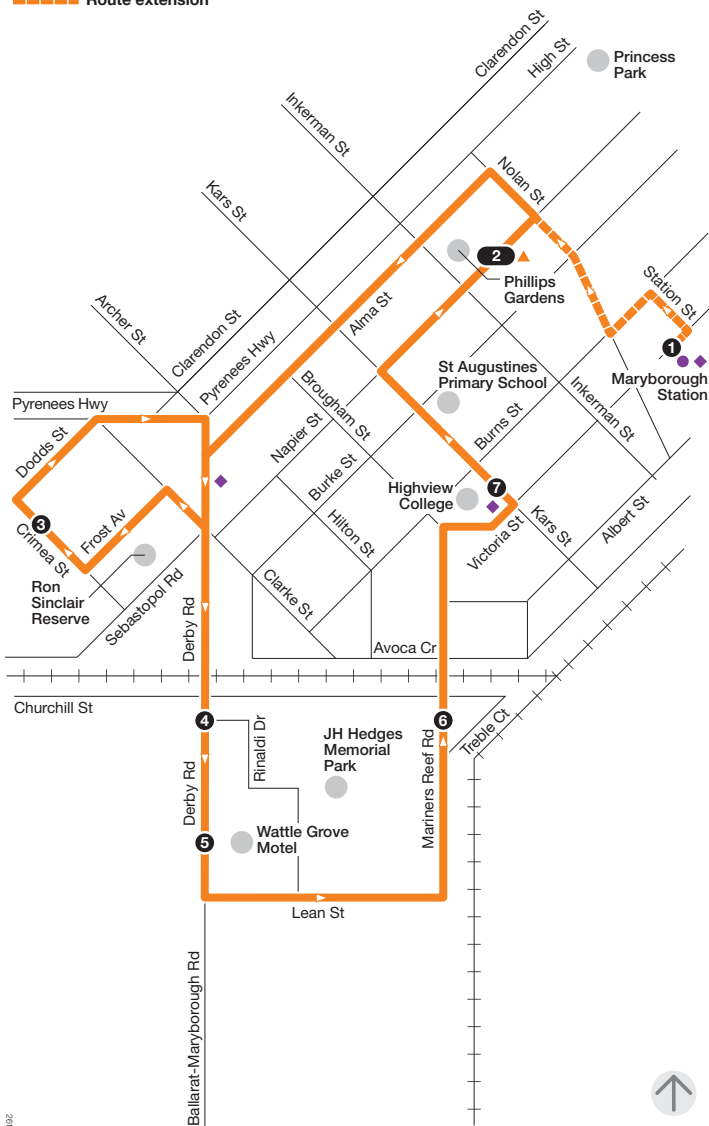 Route extension
Clarendon St
High St
Princess
Park
Inkerman St
Nolan St
Kars St
2
Phillips
Gardens
Station St
Archer St
Clarendon St
Alma St
1
Maryborough
Station
Pyrenees Hwy
Pyrenees Hwy
St Augustines
Primary School
Brougham St
Inkerman St
Dodds St
Napier St
Burns St
Burke St
Highview
College
7
3
Crimea St
Frost Av
Hilton St
Victoria St
Kars St
Albert St
Ron
Sinclair
Reserve
Sebastopol Rd
Clarke St
Derby Rd
Avoca Cr
Churchill St
4
Rinaldi Dr
JH Hedges
Memorial
Park
6
Treble Ct
Derby Rd
Mariners Reef Rd
5
Wattle Grove
Motel
Lean St
Ballarat-Maryborough Rd
261